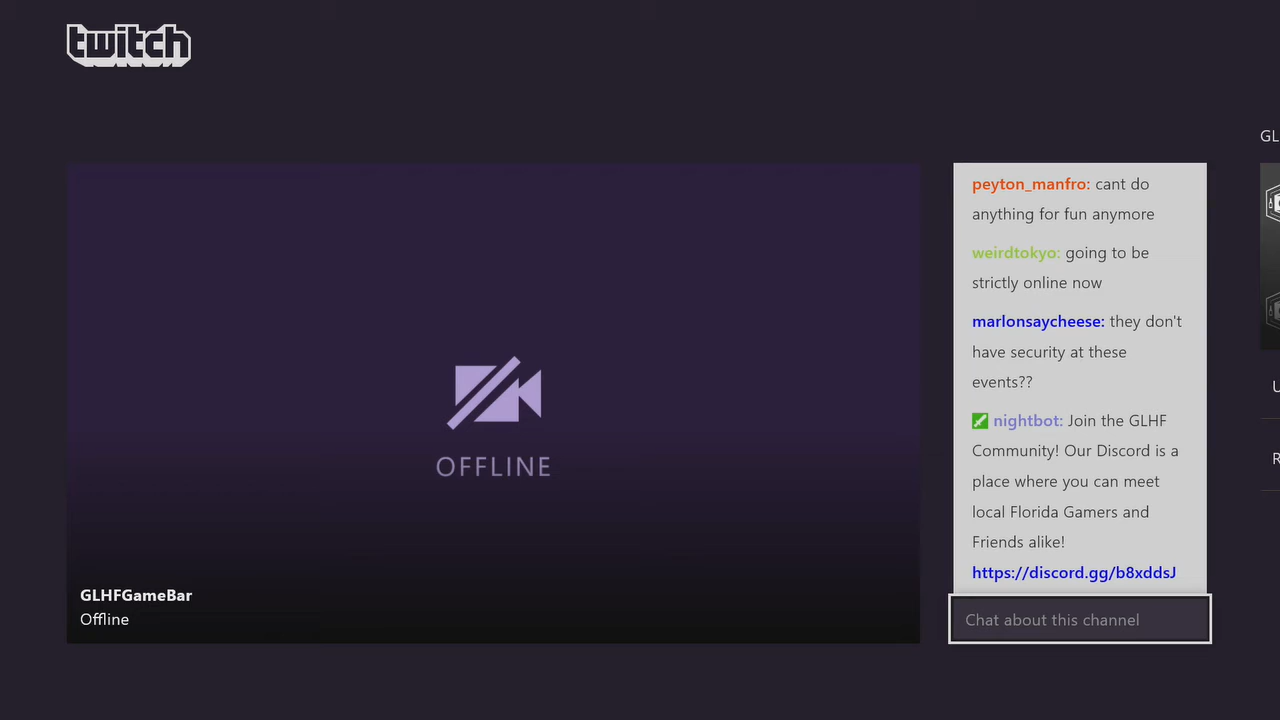 twitch
GL
peyton_manfro: cant do
anything for fun anymore
weirdtokyo: going to be
strictly online now
marlonsaycheese: they don't
have security at these
events??
nightbot: Join the GLHF
Community! Our Discord is a
place where you can meet
local Florida Gamers and
Friends alike!
https://discord.gg/b8xddsJ
Chat about this channel
OFFLINE
GLHFGameBar
Offline
U
R